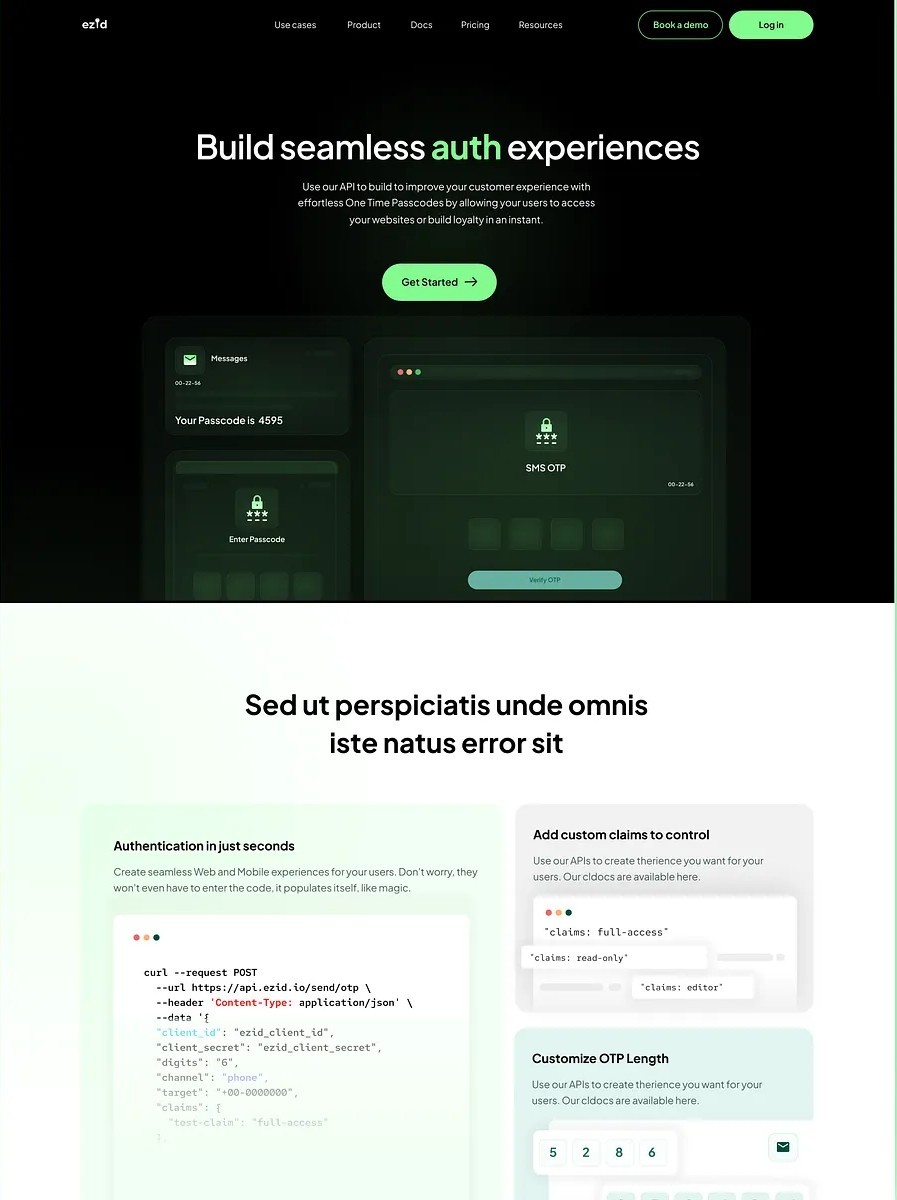 ezid
Use cases
Product
Docs
Pricing
Resources
Book a demo
Log in
Build seamless auth experiences
Use our API to build to improve your customer experience with
effortless One Time Passcodes by allowing your users to access
your websites or build loyalty in an instant.
Get Started
Messages
00-22-56
Your Passcode is 4595
Enter Passcode
SMS OTP
00-22-56
Verify OTP
Sed ut perspiciatis unde omnis
iste natus error sit
Authentication in just seconds
Create seamless Web and Mobile experiences for your users. Don't worry, they
won't even have to enter the code, it populates itself, like magic.
curl --request POST
--url https://api.ezid.io/send/otp \
--header 'Content-Type: application/json' \
--data '{
"client_id": "ezid_client_id",
"client_secret": "ezid_client_secret",
"digits": "6",
"channel": "phone",
"target": "+00-0000000",
"claims": {
"test-claim": "full-access"
},
Add custom claims to control
Use our APIs to create therience you want for your
users. Our cldocs are available here.
"claims: full-access"
"claims: read-only"
"claims: editor"
Customize OTP Length
Use our APIs to create therience you want for your
users. Our cldocs are available here.
5 2 8 6